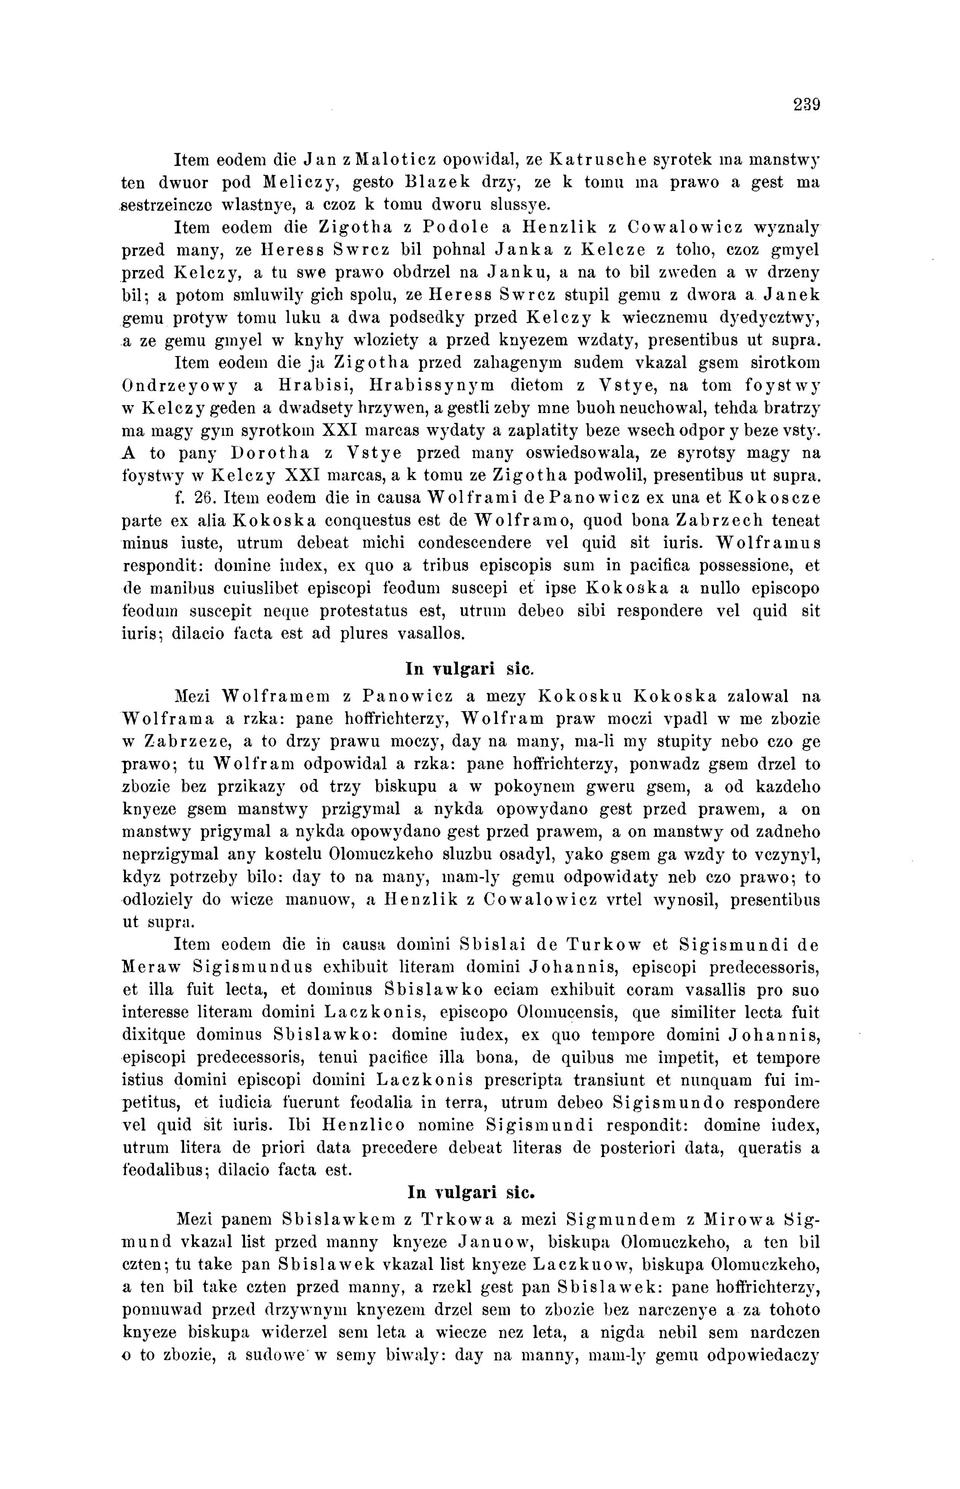 239
Item eodem die Jan z Maloticz opowidal, ze Katrusche syrotek ma manstwy
ten dwuor pod Meliczy, gesto Blazek drzy, ze k tomu ma prawo a gest ma
sestrzeincze wlastnye, a czoz k tomu dworu slussye.
Item eodem die Zigotha z Podole a Henzlik z Cowalowicz wyznaly
przed many, ze Heress Swrcz bil pohnal Janka z Kelcze z toho, czoz gmyel
przed Kelczy, a tu swe prawo obdrzel na Janku, a na to bil zweden a w drzeny
bil; a potom smluwily gich spolu, ze Heress Swrcz stupil gemu z dwora a Janek
gemu protyw tomu luku a dwa podsedky przed Kelczy k wiecznemu dyedycztwy,
a ze gemu gmyel w knyhy wloziety a przed knyezem wzdaty, presentibus ut supra.
Item eodem die ja Zigotha przed zahagenym sudem vkazal gsem sirotkom
Ondrzeyowy a Hrabisi, Hrabissynym dietom z Vstye, na tom foystwy
w Kelczy geden a dwadsety hrzywen, a gestli zeby mne buoh neuchowal, tehda bratrzy
ma magy gym syrotkom XXI marcas wydaty a zaplatity beze wsech odpor y beze vsty.
A to pany Dorotha z Vstye przed many oswiedsowala, ze syrotsy magy na
foystwy w Kelczy XXI marcas, a k tomu ze Zigotha podwolil, presentibus ut supra.
f. 26. Item eodem die in causa Wolframi de Panowicz ex una et Kokoscze
parte ex alia Kokoska conquestus est de Wolframo, quod bona Zabrzech teneat
minus iuste, utrum debeat michi condescendere vel quid sit iuris. Wolframus
respondit: domine iudex, ex quo a tribus episcopis sum in pacifica possessione, et
de manibus cuiuslibet episcopi feodum suscepi et ipse Kokoska a nullo episcopo
feodum suscepit neque protestatus est, utrum debeo sibi respondere vel quid sit
iuris; dilacio facta est ad plures vasallos.
In vulgari sic.
Mezi Wolframem z Panowicz a mezy Kokosku Kokoska zalowal na
Wolframa a rzka: pane hoffrichterzy, Wolfram praw moczi vpadl w me zbozie
w Zabrzeze, a to drzy prawu moczy, day na many, ma-li my stupity nebo czo ge
prawo; tu Wolfram odpowidal a rzka: pane hoffrichterzy, ponwadz gsem drzel to
zbozie bez przikazy od trzy biskupu a w pokoynem gweru gsem, a od kazdeho
knyeze gsem manstwy przigymal a nykda opowydano gest przed prawem, a on
manstwy prigymal a nykda opowydano gest przed prawem, a on manstwy od zadneho
neprzigymal any kostelu Olomuczkeho sluzbu osadyl, yako gsem ga wzdy to vczynyl,
kdyz potrzeby bilo: day to na many, mam-ly gemu odpowidaty neb czo prawo; to
odloziely do wicze manuow, a Henzlik z Cowalowicz vrtel wynosil, presentibus
ut supra.
Item eodem die in causa domini Sbislai de Turkow et Sigismundi de
Meraw Sigismundus exhibuit literam domini Johannis, episcopi predecessoris,
et illa fuit lecta, et dominus Sbislawko eciam exhibuit coram vasallis pro suo
interesse literam domini Laczkonis, episcopo Olomucensis, que similiter lecta fuit
dixitque dominus Sbislawko: domine iudex, ex quo tempore domini Johannis,
episcopi predecessoris, tenui pacifice illa bona, de quibus me impetit, et tempore
istius domini episcopi domini Laczkonis prescripta transiunt et nunquam fui im-
petitus, et iudicia fuerunt feodalia in terra, utrum debeo Sigismundo respondere
vel quid sit iuris. Ibi Henzlico nomine Sigismundi respondit: domine iudex,
utrum litera de priori data precedere debeat literas de posteriori data, queratis a
feodalibus; dilacio facta est.
In vulgari sic.
Mezi panem Sbislawkem z Trkowa a mezi Sigmundem z Mirowa Sig-
mund vkazal list przed manny knyeze Januow, biskupa Olomuczkeho, a ten bil
czten; tu take pan Sbislawek vkazal list knyeze Laczkuow, biskupa Olomuczkeho,
a ten bil take czten przed manny, a rzekl gest pan Sbislawek: pane hoffrichterzy,
ponnuwad przed drzywnym knyezem drzel sem to zbozie bez narczenye a za tohoto
knyeze biskupa widerzel sem leta a wiecze nez leta, a nigda nebil sem nardczen
o to zbozie, a sudowe w semy biwaly: day na manny, mam-ly gemu odpowiedaczy